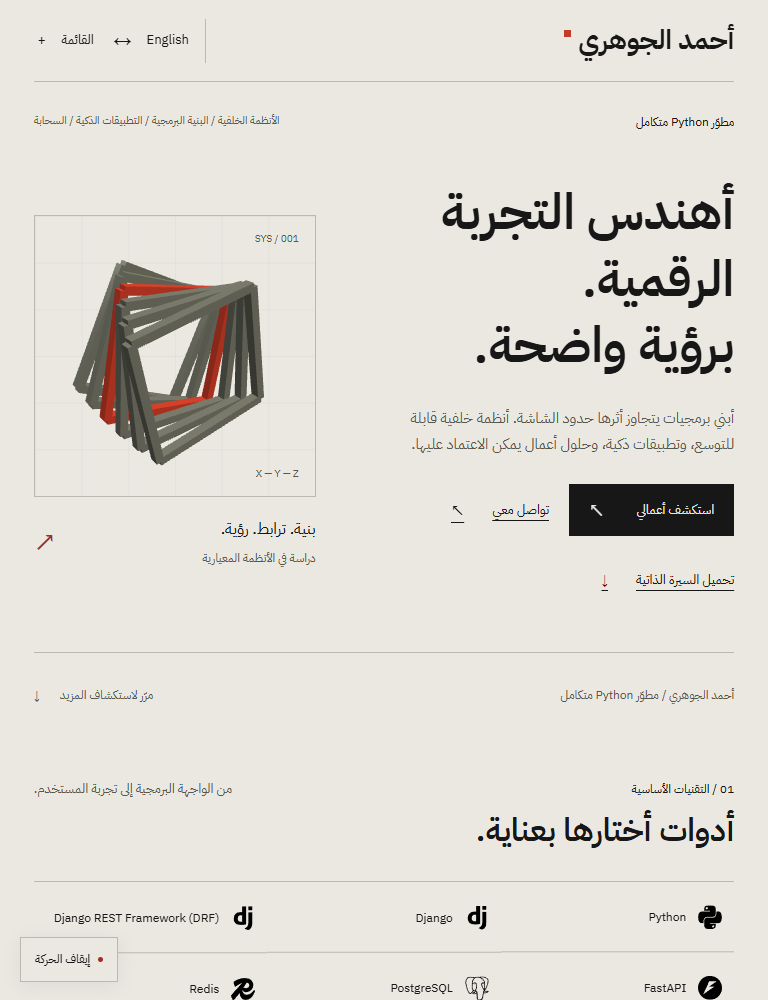 أحمد الجوهري
English ↔ القائمة +
مطوّر Python متكامل
الأنظمة الخلفية / البنية البرمجية / التطبيقات الذكية / السحابة
أهندس التجربة
الرقمية.
برؤية واضحة.
أبني برمجيات يتجاوز أثرها حدود الشاشة. أنظمة خلفية قابلة
للتوسع، وتطبيقات ذكية، وحلول أعمال يمكن الاعتماد عليها.
استكشف أعمالي ↖
تواصل معي ↖
تحميل السيرة الذاتية ↓
SYS / 001
X — Y — Z
بنية. ترابط. رؤية.
دراسة في الأنظمة المعيارية ↗
أحمد الجوهري / مطوّر Python متكامل
مرّر لاستكشاف المزيد ↓
01 / التقنيات الأساسية
من الواجهة البرمجية إلى تجربة المستخدم.
أدوات أختارها بعناية.
Python
Django
Django REST Framework (DRF)
FastAPI
PostgreSQL
Redis
إيقاف الحركة